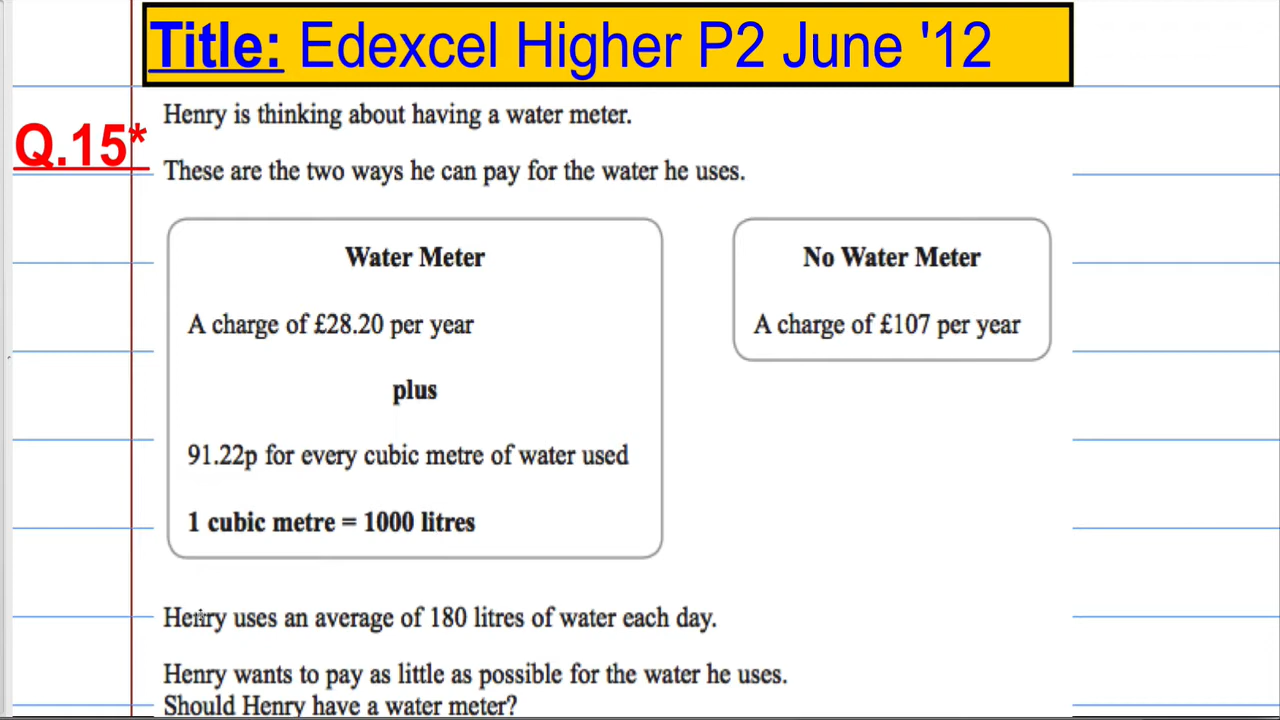 Title: Edexcel Higher P2 June '12
Henry is thinking about having a water meter.
Q.15*
These are the two ways he can pay for the water he uses.
Water Meter
A charge of £28.20 per year
plus
91.22p for every cubic metre of water used
1 cubic metre = 1000 litres
No Water Meter
A charge of £107 per year
Henry uses an average of 180 litres of water each day.
Henry wants to pay as little as possible for the water he uses.
Should Henry have a water meter?